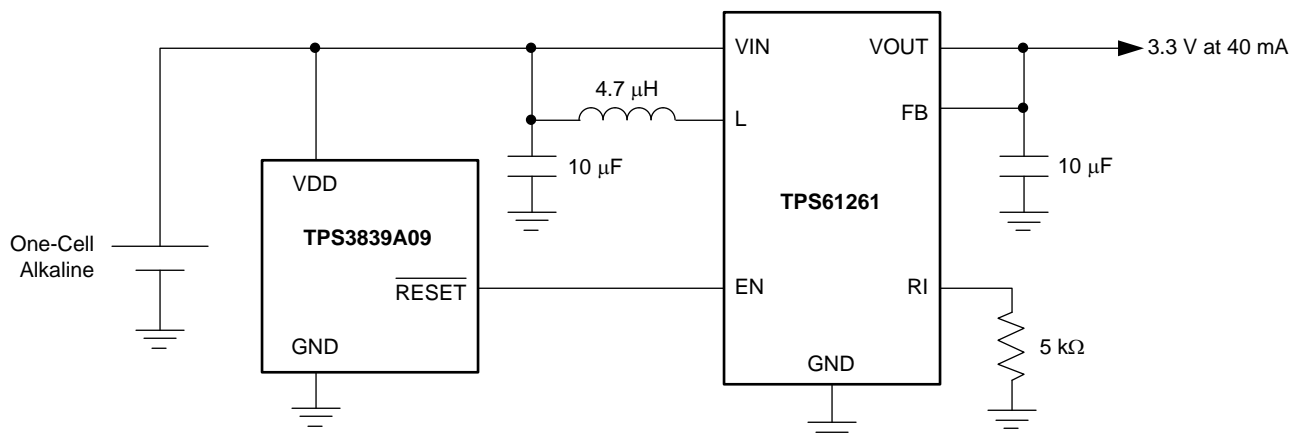 VIN
VOUT
3.3 V at 40 mA
4.7 μH
L
FB
VDD
10 μF
10 μF
TPS61261
TPS3839A09
One-Cell
Alkaline
RESET
EN
RI
GND
5 kΩ
GND